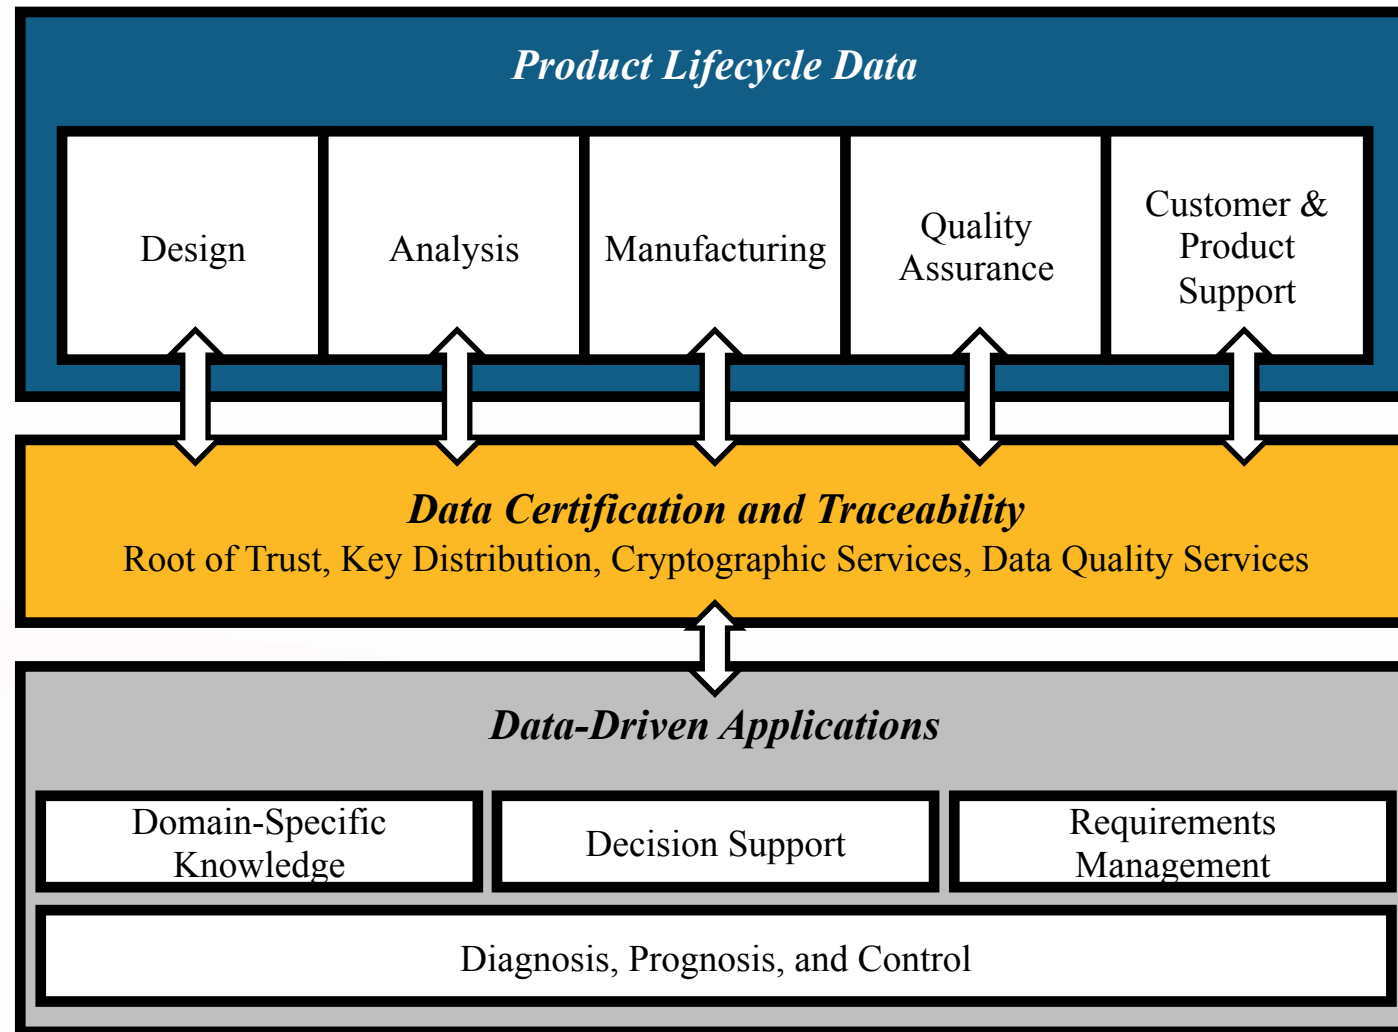 Product Lifecycle Data
Design
Analysis
Manufacturing
Quality
Assurance
Customer &
Product
Support
Data Certification and Traceability
Root of Trust, Key Distribution, Cryptographic Services, Data Quality Services
Data-Driven Applications
Domain-Specific
Knowledge
Decision Support
Requirements
Management
Diagnosis, Prognosis, and Control